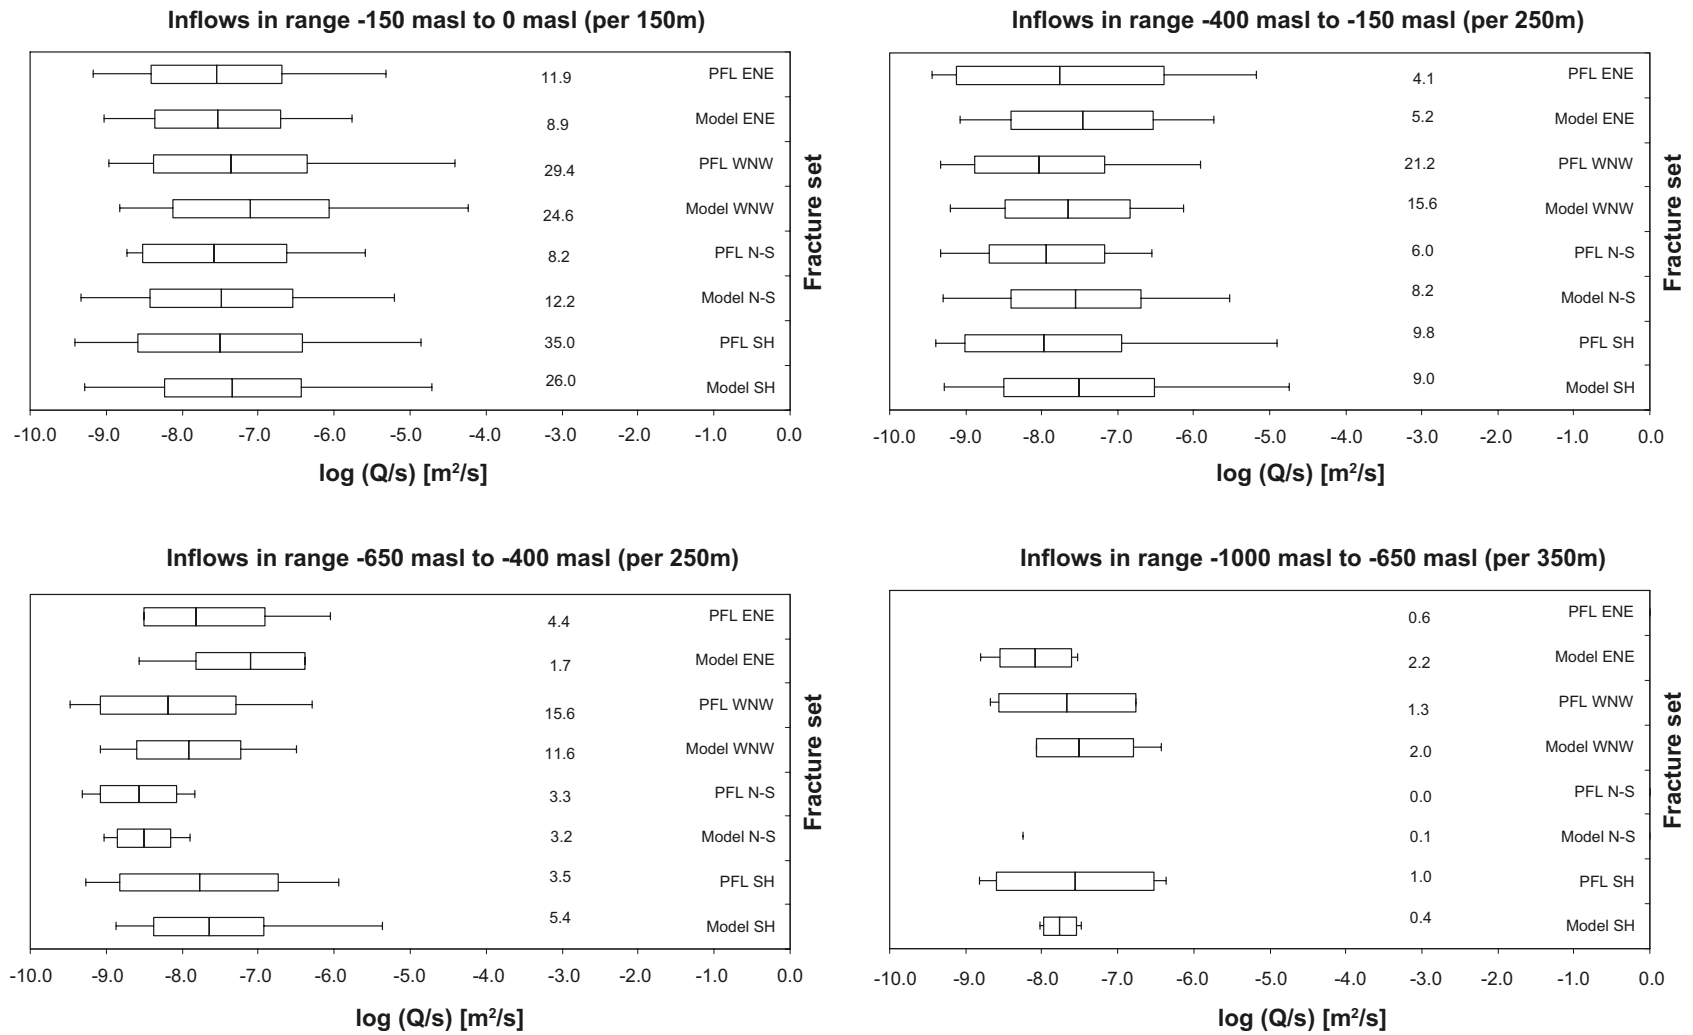 Inflows in range -150 masl to 0 masl (per 150m)
11.9 PFL ENE
8.9 Model ENE
29.4 PFL WNW
24.6 Model WNW
8.2 PFL N-S
12.2 Model N-S
35.0 PFL SH
26.0 Model SH
Fracture set
-10.0 -9.0 -8.0 -7.0 -6.0 -5.0 -4.0 -3.0 -2.0 -1.0 0.0
log (Q/s) [m²/s]
Inflows in range -400 masl to -150 masl (per 250m)
4.1 PFL ENE
5.2 Model ENE
21.2 PFL WNW
15.6 Model WNW
6.0 PFL N-S
8.2 Model N-S
9.8 PFL SH
9.0 Model SH
Fracture set
-10.0 -9.0 -8.0 -7.0 -6.0 -5.0 -4.0 -3.0 -2.0 -1.0 0.0
log (Q/s) [m²/s]
Inflows in range -650 masl to -400 masl (per 250m)
4.4 PFL ENE
1.7 Model ENE
15.6 PFL WNW
11.6 Model WNW
3.3 PFL N-S
3.2 Model N-S
3.5 PFL SH
5.4 Model SH
Fracture set
-10.0 -9.0 -8.0 -7.0 -6.0 -5.0 -4.0 -3.0 -2.0 -1.0 0.0
log (Q/s) [m²/s]
Inflows in range -1000 masl to -650 masl (per 350m)
0.6 PFL ENE
2.2 Model ENE
1.3 PFL WNW
2.0 Model WNW
0.0 PFL N-S
0.1 Model N-S
1.0 PFL SH
0.4 Model SH
Fracture set
-10.0 -9.0 -8.0 -7.0 -6.0 -5.0 -4.0 -3.0 -2.0 -1.0 0.0
log (Q/s) [m²/s]